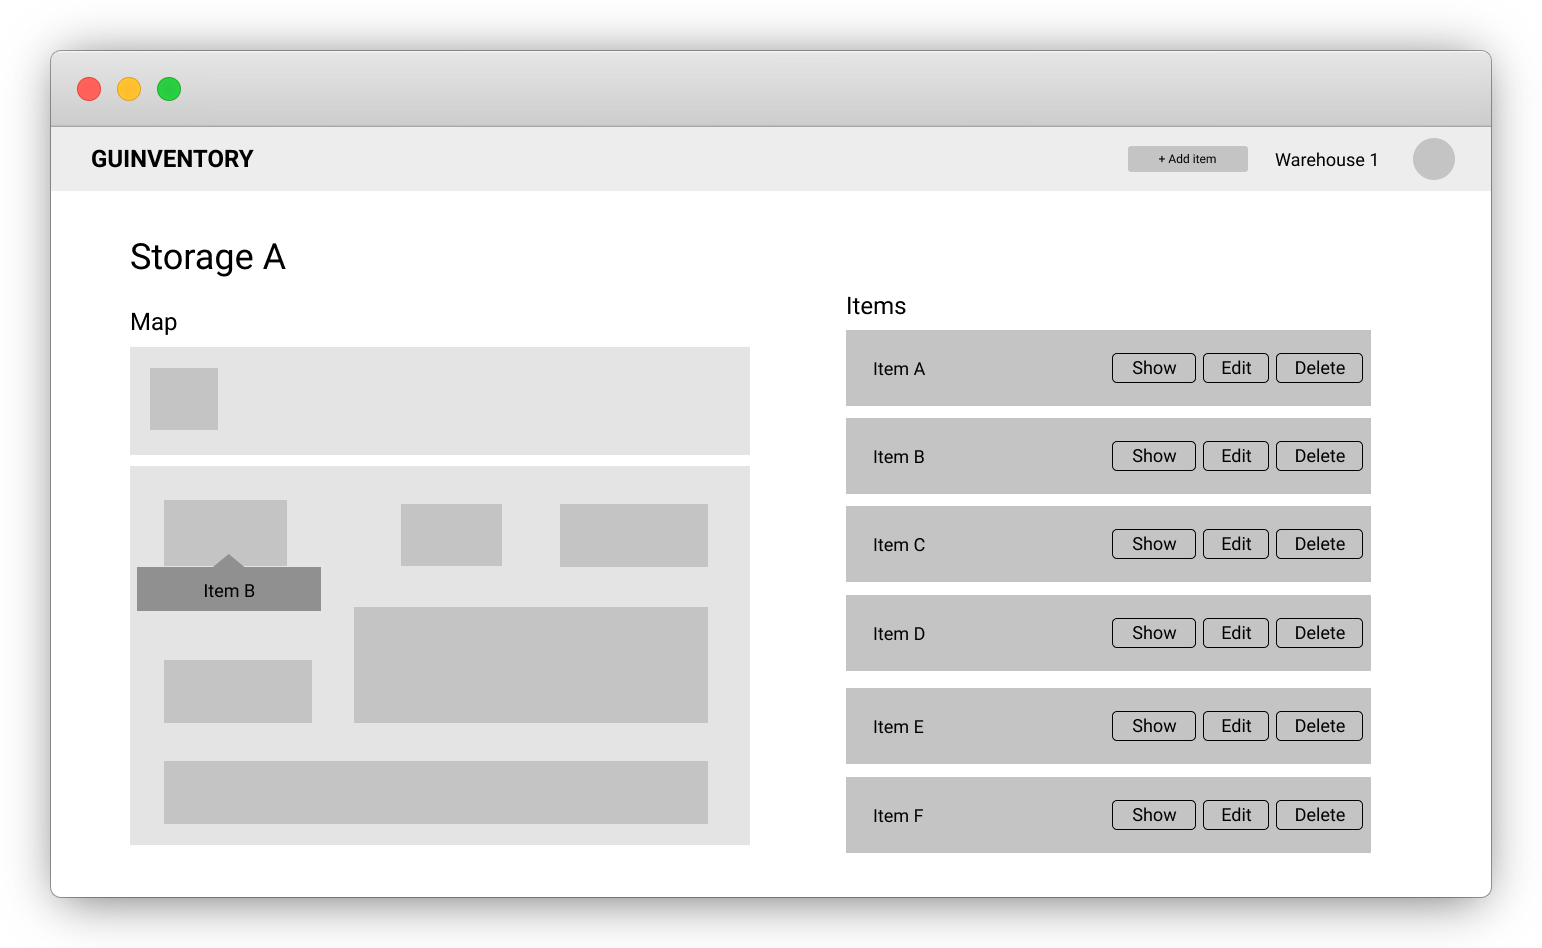 GUINVENTORY
+ Add item
Warehouse 1
Storage A
Map
Item B
Items
Item A Show Edit Delete
Item B Show Edit Delete
Item C Show Edit Delete
Item D Show Edit Delete
Item E Show Edit Delete
Item F Show Edit Delete